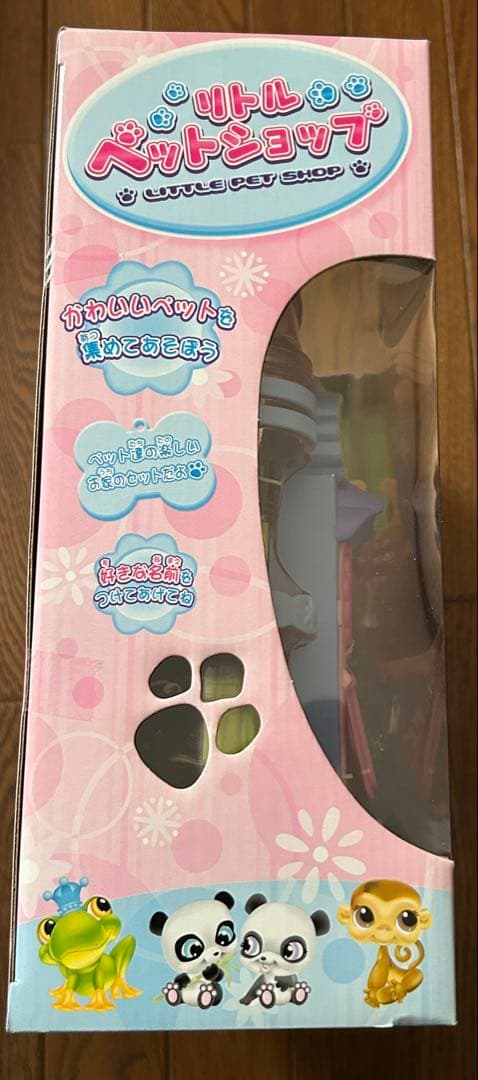 リトル
ペットショップ
LITTLE PET SHOP
かわいいペットを
集めてあそぼう
ペット達の楽しい
お家のセットだよ
好きな名前を
つけてあげてね